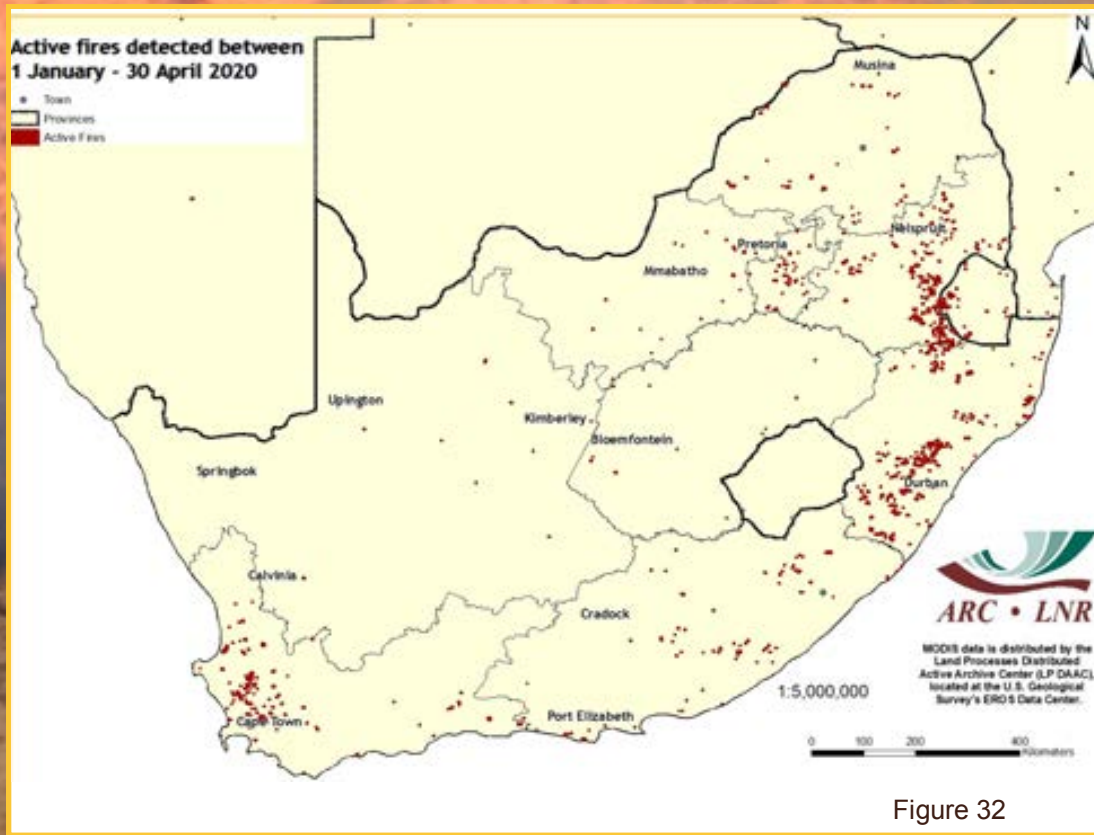 Active fires detected between
1 January - 30 April 2020
Town
Provinces
Active Fires
N
Musina
Nelspruit
Pretoria
Mmabatho
Upington
Kimberley
Bloemfontein
Springbok
Durban
Calvinia
Cradock
Cape Town
Port Elizabeth
ARC • LNR
MODIS data is distributed by the
Land Processes Distributed
Active Archive Center (LP DAAC),
located at the U.S. Geological
Survey's EROS Data Center.
1:5,000,000
0 100 200 400
Kilometers
Figure 32